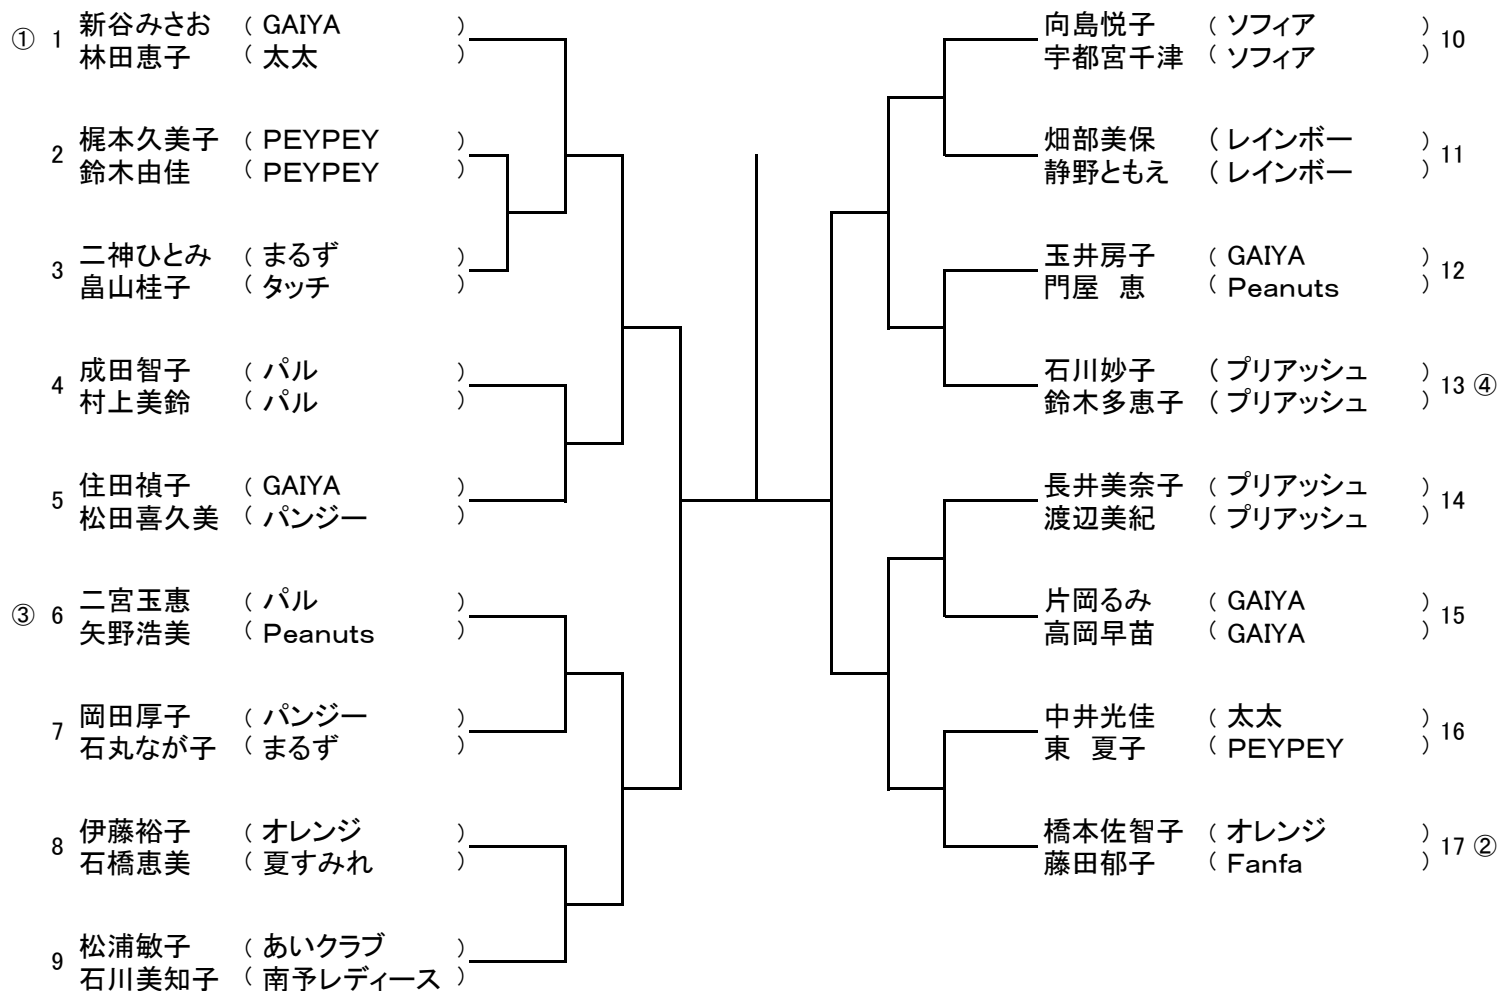 ① 1 新谷みさお ( GAIYA )
林田恵子 ( 太太 )
2 梶本久美子 ( PEYPEY )
鈴木由佳 ( PEYPEY )
3 二神ひとみ ( まるず )
畠山桂子 ( タッチ )
4 成田智子 ( パル )
村上美鈴 ( パル )
5 住田禎子 ( GAIYA )
松田喜久美 ( パンジー )
③ 6 二宮玉惠 ( パル )
矢野浩美 ( Peanuts )
7 岡田厚子 ( パンジー )
石丸なが子 ( まるず )
8 伊藤裕子 ( オレンジ )
石橋恵美 ( 夏すみれ )
9 松浦敏子 ( あいクラブ )
石川美知子 ( 南予レディース )
向島悦子 ( ソフィア ) 10
宇都宮千津 ( ソフィア )
畑部美保 ( レインボー ) 11
静野ともえ ( レインボー )
玉井房子 ( GAIYA ) 12
門屋 恵 ( Peanuts )
石川妙子 ( プリアッシュ ) 13 ④
鈴木多恵子 ( プリアッシュ )
長井美奈子 ( プリアッシュ ) 14
渡辺美紀 ( プリアッシュ )
片岡るみ ( GAIYA ) 15
高岡早苗 ( GAIYA )
中井光佳 ( 太太 ) 16
東 夏子 ( PEYPEY )
橋本佐智子 ( オレンジ ) 17 ②
藤田郁子 ( Fanfa )